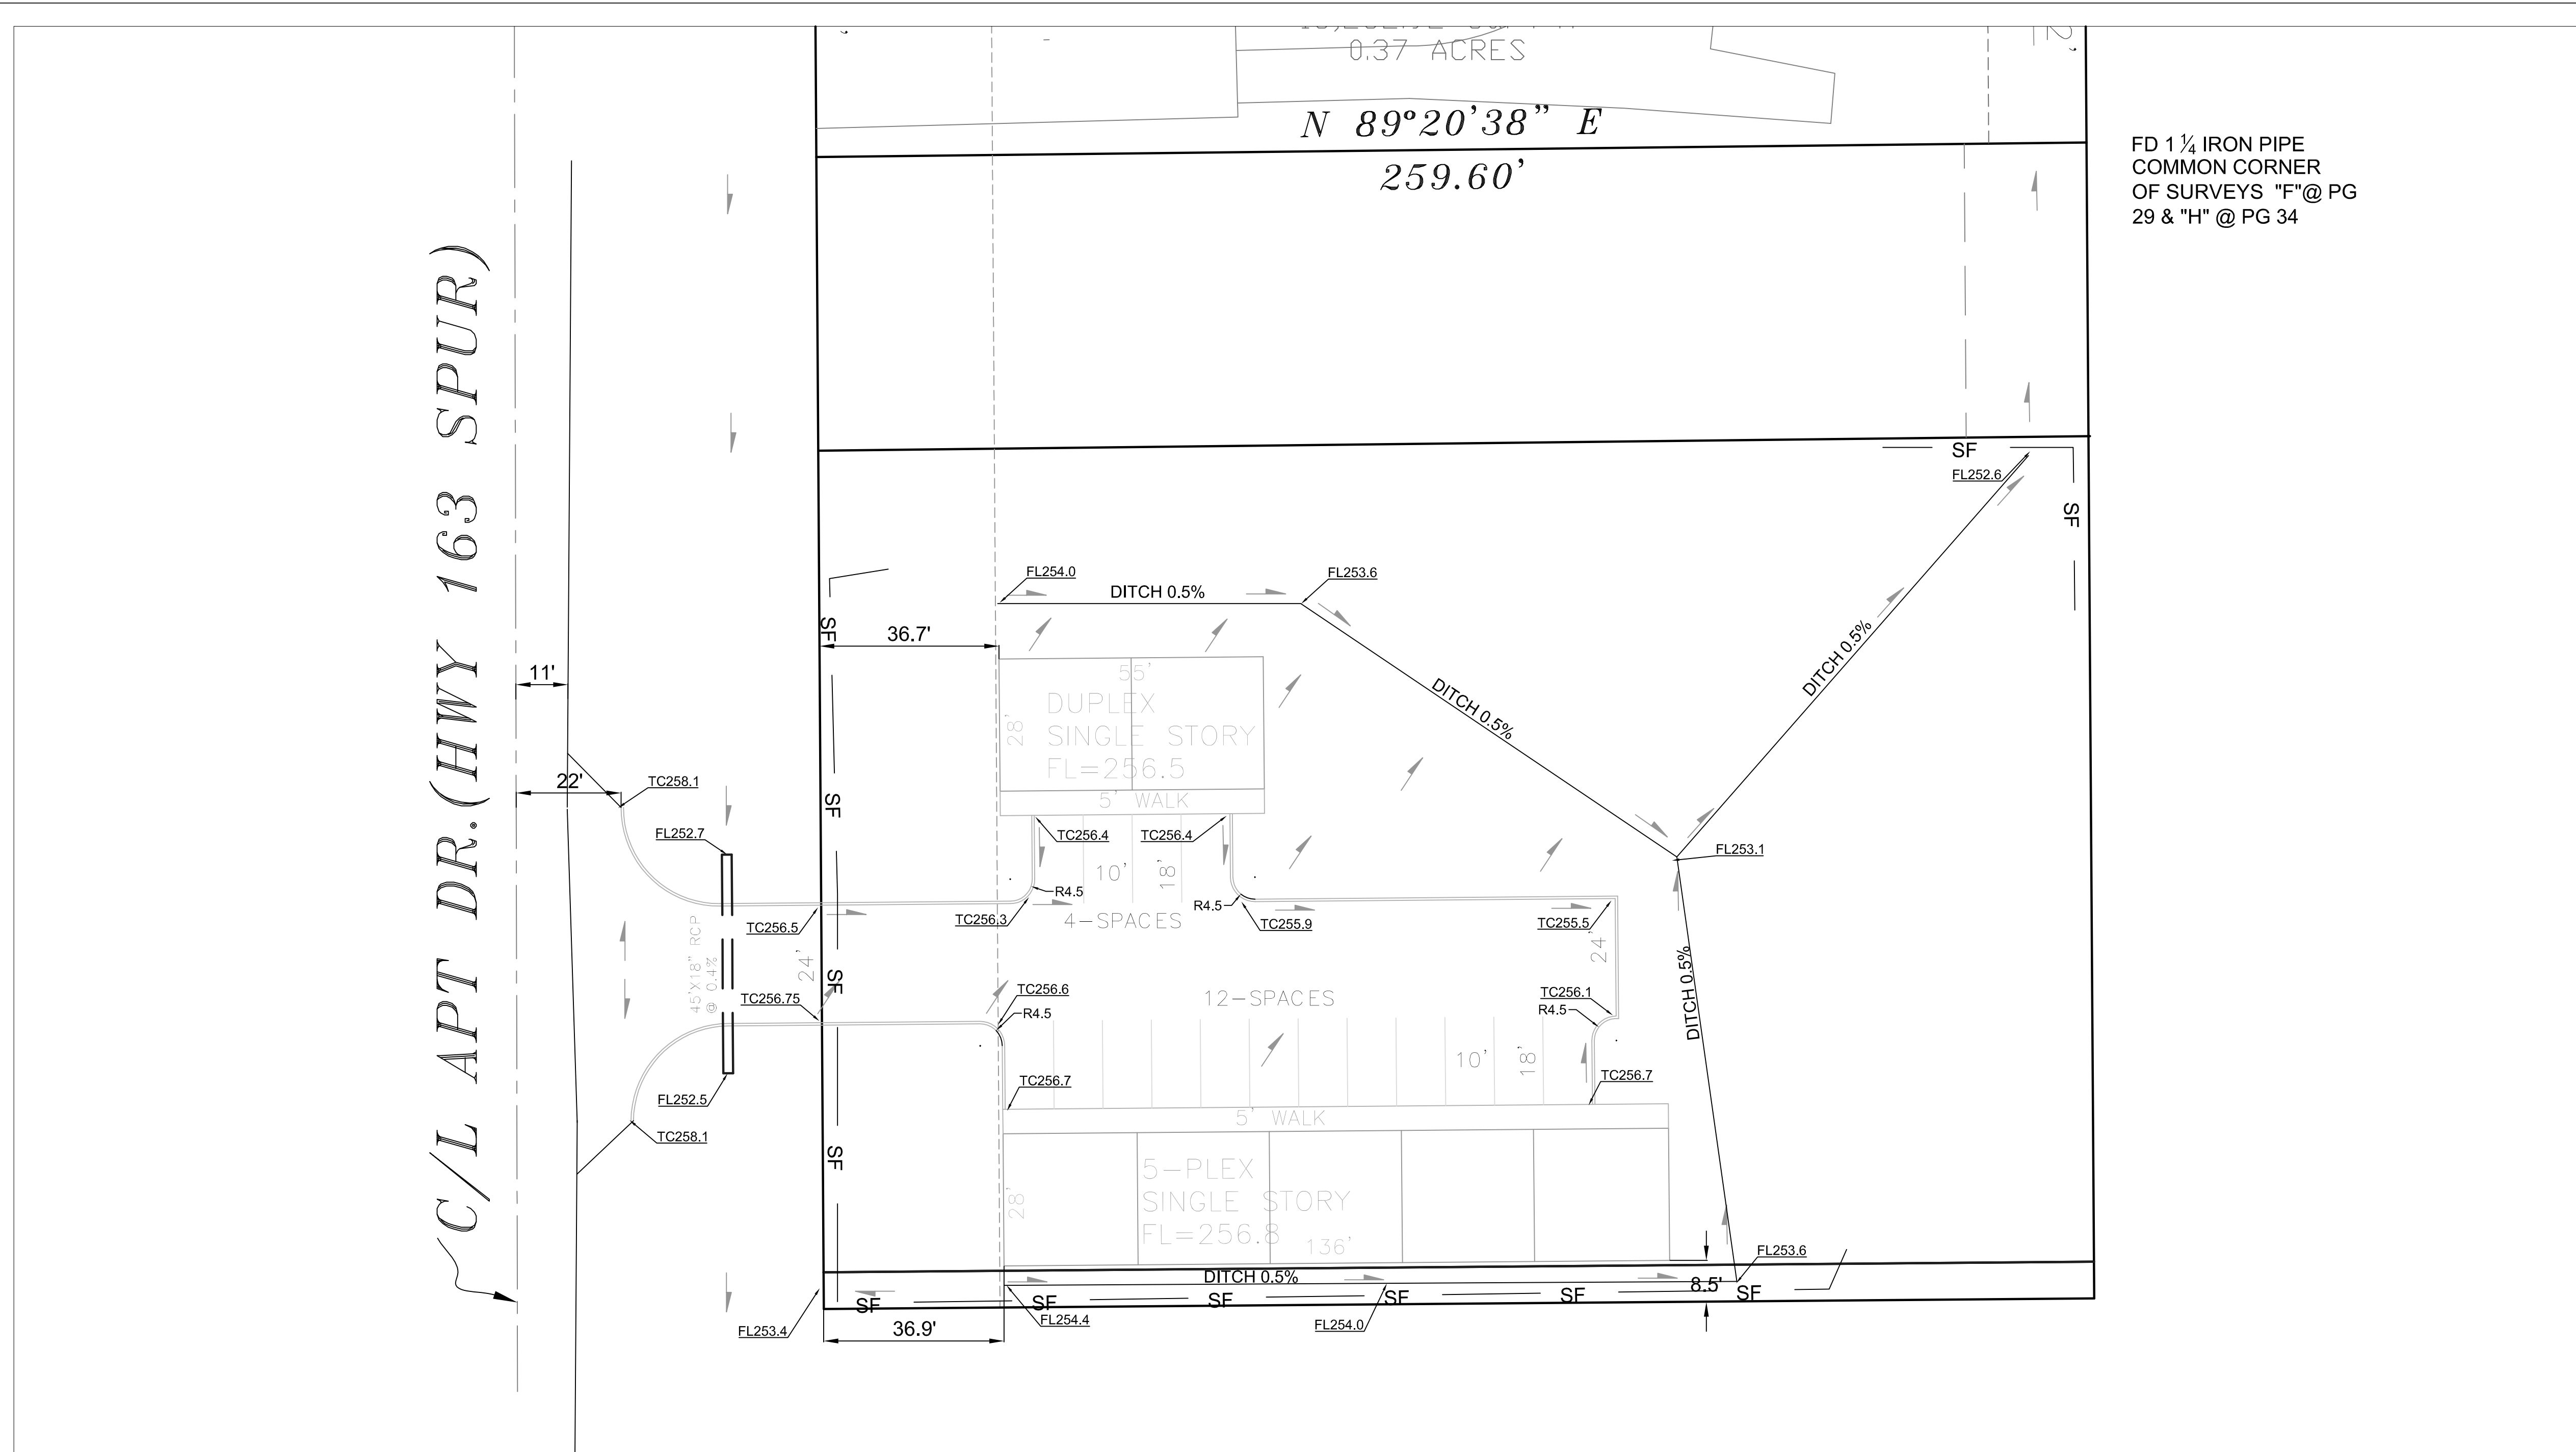 0.37 ACRES
N 89°20'38" E
259.60'
FD 1 1/4 IRON PIPE
COMMON CORNER
OF SURVEYS "F"@ PG
29 & "H" @ PG 34
C/L APT DR.(HWY 163 SPUR)
SF
FL252.6
SF
FL254.0
DITCH 0.5%
FL253.6
SF
36.7'
11'
55'
DUPLEX
28'
SINGLE STORY
FL=256.5
DITCH 0.5%
DITCH 0.5%
22'
TC258.1
5' WALK
SF
FL252.7
TC256.4
TC256.4
FL253.1
10'
18'
R4.5
R4.5
TC256.5
TC256.3
4-SPACES
TC255.9
TC255.5
45'X18" RCP
@ 0.4%
24'
SF
24'
DITCH 0.5%
TC256.75
TC256.6
R4.5
12-SPACES
TC256.1
R4.5
10'
18'
FL252.5
TC256.7
TC256.7
TC258.1
5' WALK
SF
5-PLEX
28'
SINGLE STORY
FL=256.8
136'
FL253.6
DITCH 0.5%
8.5'
SF
SF
SF
SF
SF
SF
FL253.4
36.9'
FL254.4
FL254.0